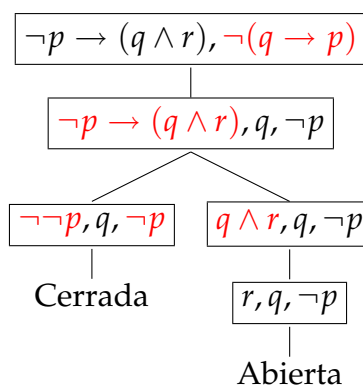 ¬p → (q ∧ r), ¬(q → p)
¬p → (q ∧ r), q, ¬p
¬¬p, q, ¬p
q ∧ r, q, ¬p
Cerrada
r, q, ¬p
Abierta